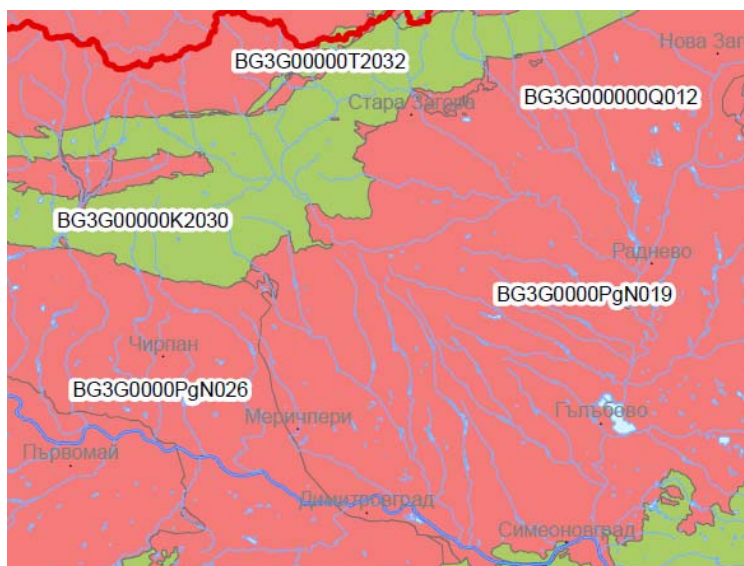 Нова Заг
BG3G00000T2032
BG3G000000Q012
Стара Загора
BG3G00000K2030
Раднево
BG3G0000PgN019
Чирпан
BG3G0000PgN026
Меричлери
Гълъбово
Първомай
Димитровград
Симеоновград